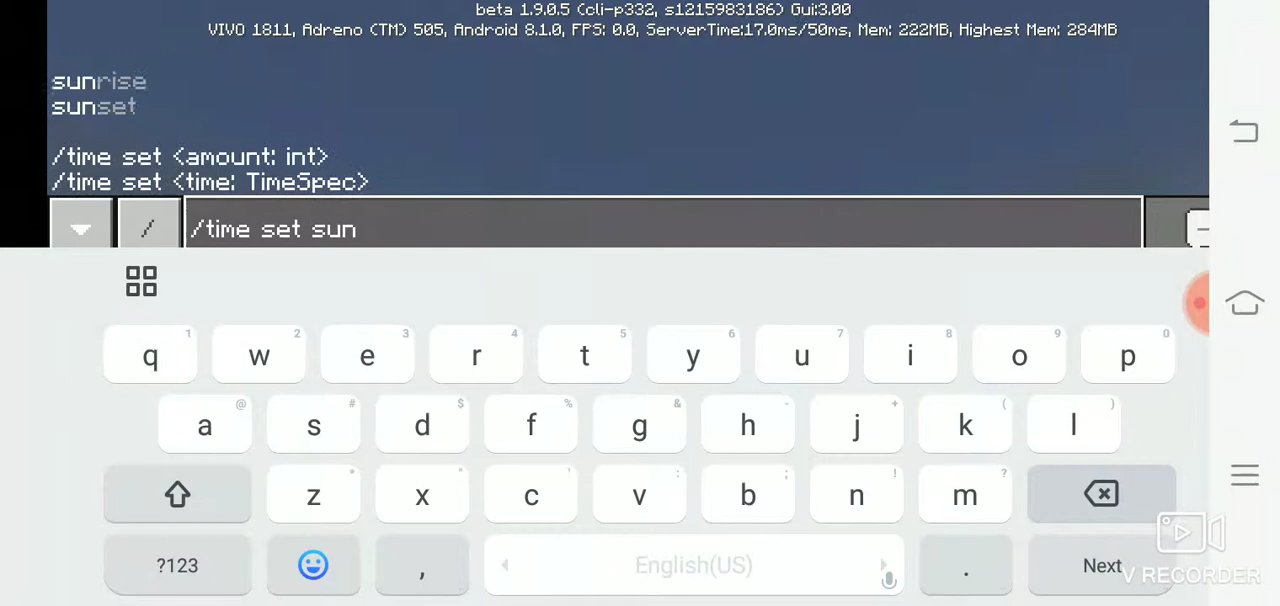 beta 1.9.0.5 (cli-p332, s1215983186) Gui:3.00
VIVO 1811, Adreno (TM) 505, Android 8.1.0, FPS: 0.0, ServerTime:17.0ms/50ms, Mem: 222MB, Highest Mem: 284MB
sunrise
sunset
/time set <amount: int>
/time set <time: TimeSpec>
/ /time set sun
1 2 3 4 5 6 7 8 9 0
q w e r t y u i o p
@ # $ % & - + ( )
a s d f g h j k l
* " ' : ; ! ?
z x c v b n m
?123 , English(US) . Next
V RECORDER